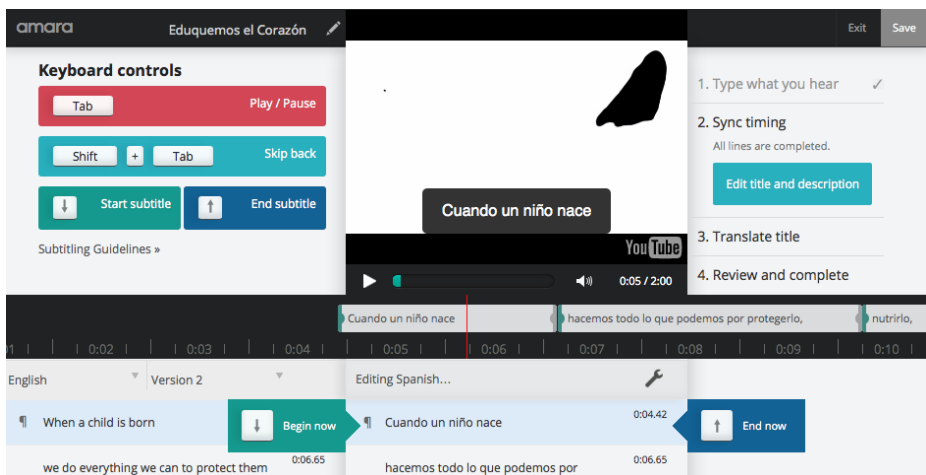 amara
Eduquemos el Corazón
Exit
Save
Keyboard controls
Tab
Play / Pause
Shift + Tab
Skip back
↓
Start subtitle
↑
End subtitle
Subtitling Guidelines »
Cuando un niño nace
YouTube
0:05 / 2:00
1. Type what you hear ✓
2. Sync timing
All lines are completed.
Edit title and description
3. Translate title
4. Review and complete
Cuando un niño nace
hacemos todo lo que podemos por protegerlo,
nutrirlo,
0:02
0:03
0:04
0:05
0:06
0:07
0:08
0:09
0:10
English
Version 2
Editing Spanish...
¶ When a child is born
↓ Begin now
¶ Cuando un niño nace
0:04.42
↑ End now
we do everything we can to protect them
0:06.65
hacemos todo lo que podemos por
0:06.65